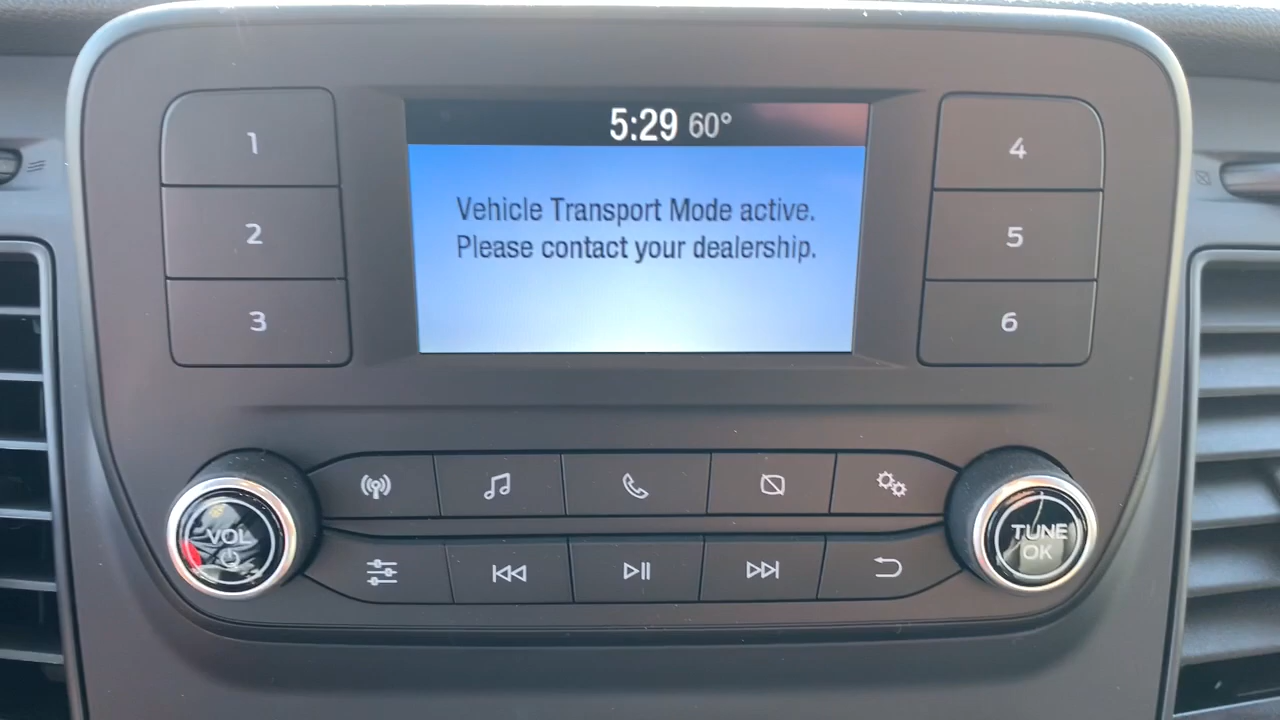 5:29 60°
Vehicle Transport Mode active.
Please contact your dealership.
1
2
3
4
5
6
VOL
TUNE
OK